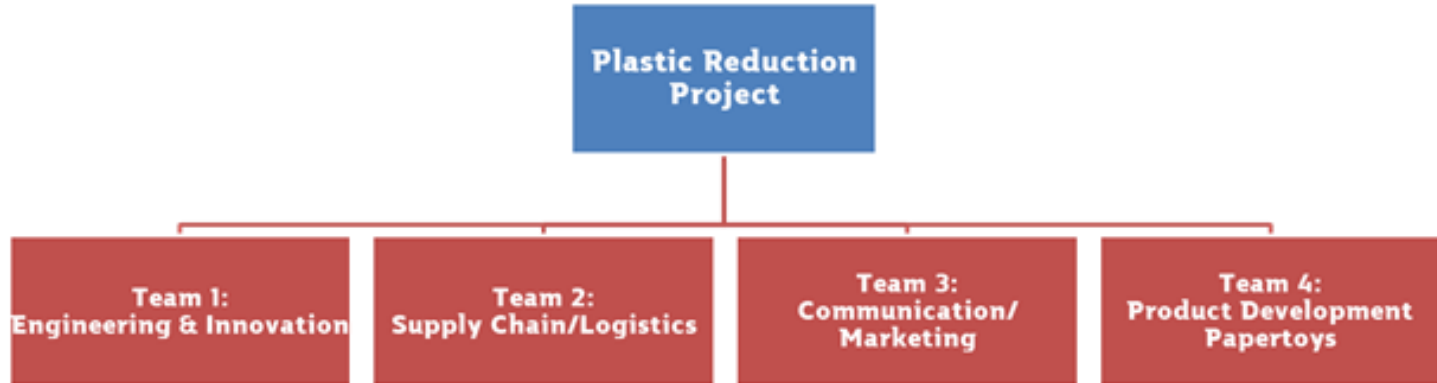 Plastic Reduction
Project
Team 1:
Engineering & Innovation
Team 2:
Supply Chain/Logistics
Team 3:
Communication/
Marketing
Team 4:
Product Development
Papertoys